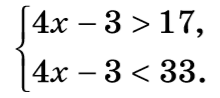 4x − 3 > 17,
4x − 3 < 33.